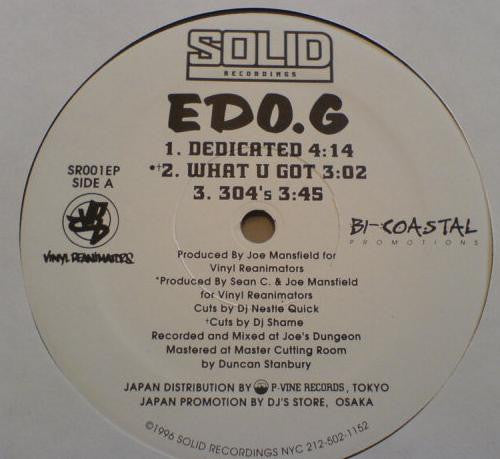 SOLID
RECORDINGS
EDO.G
1. DEDICATED 4:14
*†2. WHAT U GOT 3:02
3. 304's 3:45
SR001EP
SIDE A
VINYL REANIMATORS
BI-COASTAL
PROMOTIONS
Produced By Joe Mansfield for
Vinyl Reanimators
*Produced By Sean C. & Joe Mansfield
for Vinyl Reanimators
Cuts by Dj Nestle Quick
†Cuts by Dj Shame
Recorded and Mixed at Joe's Dungeon
Mastered at Master Cutting Room
by Duncan Stanbury
JAPAN DISTRIBUTION BY P-VINE RECORDS, TOKYO
JAPAN PROMOTION BY DJ'S STORE, OSAKA
©1996 SOLID RECORDINGS NYC 212-502-1152